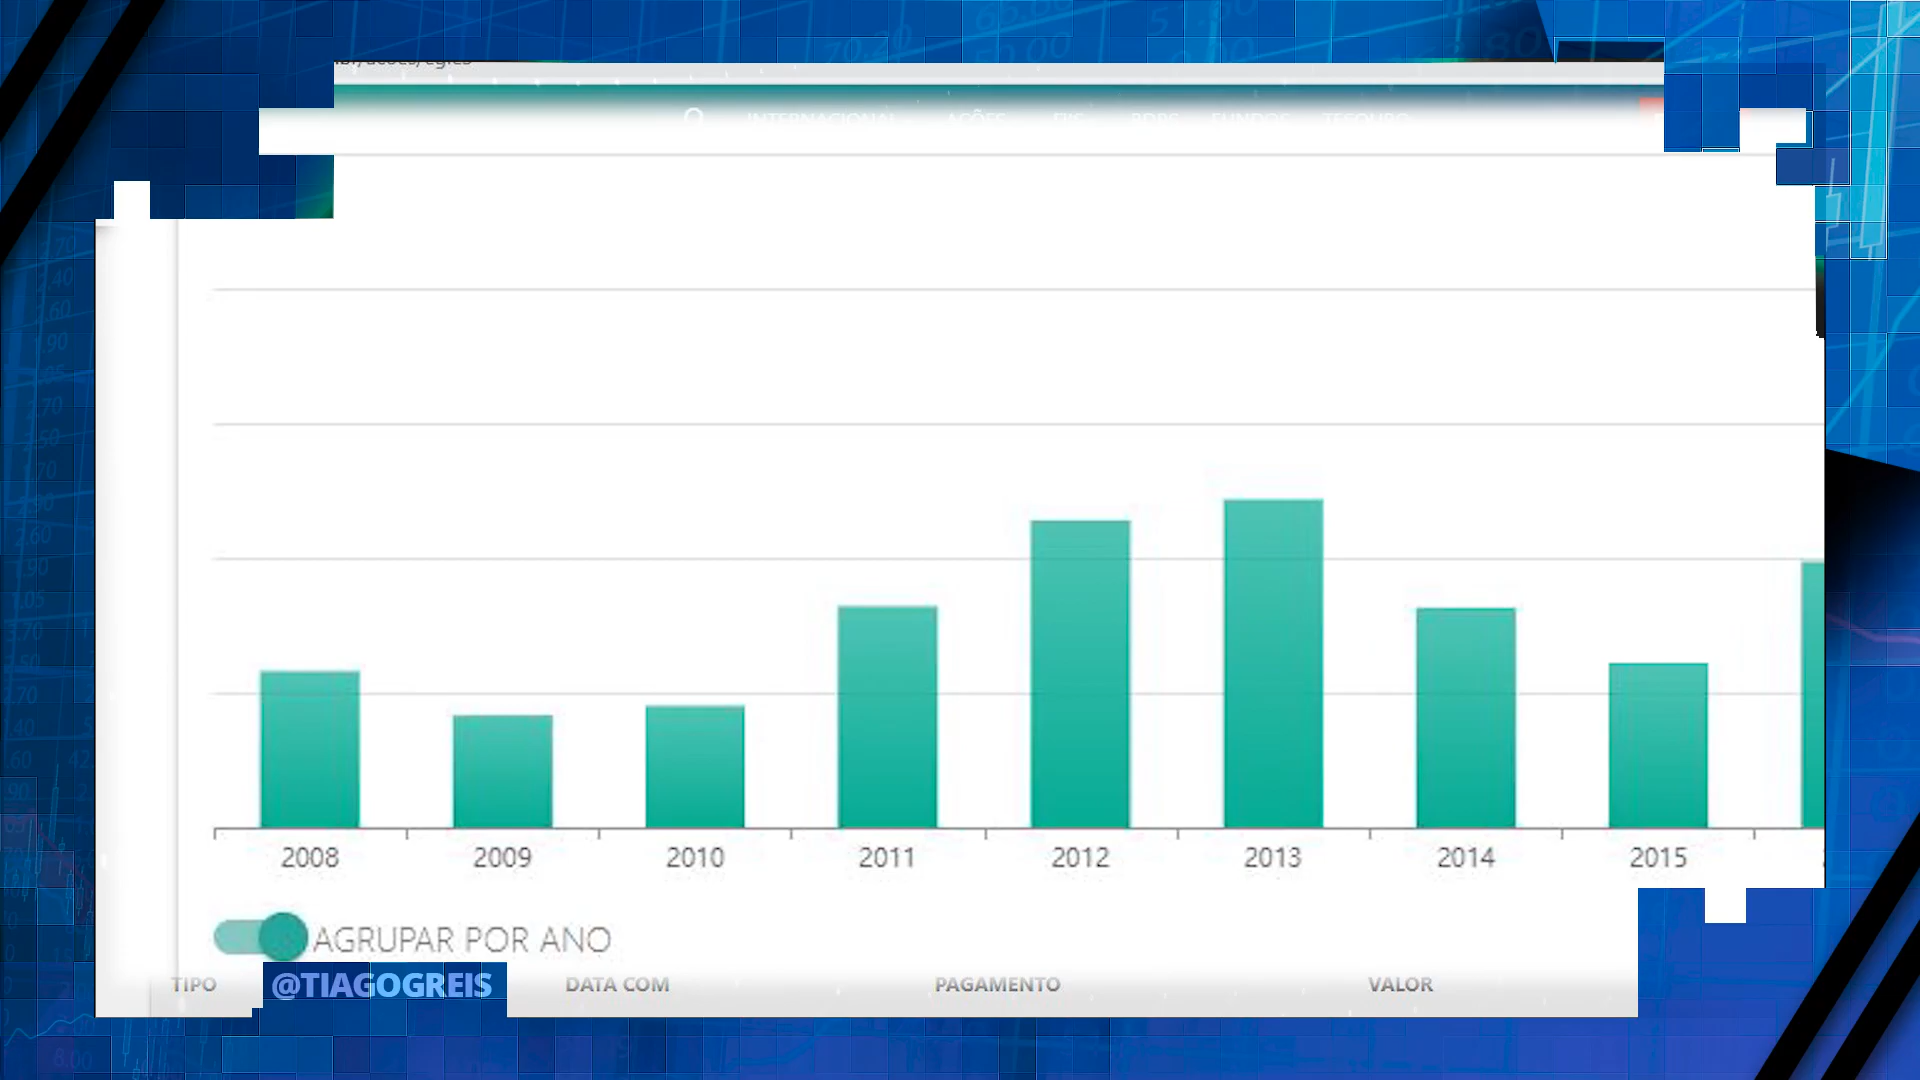 INTERNACIONAL AÇÕES FIIS BDRS FUNDOS TESOURO
2008 2009 2010 2011 2012 2013 2014 2015
AGRUPAR POR ANO
TIPO DATA COM PAGAMENTO VALOR
@TIAGOGREIS